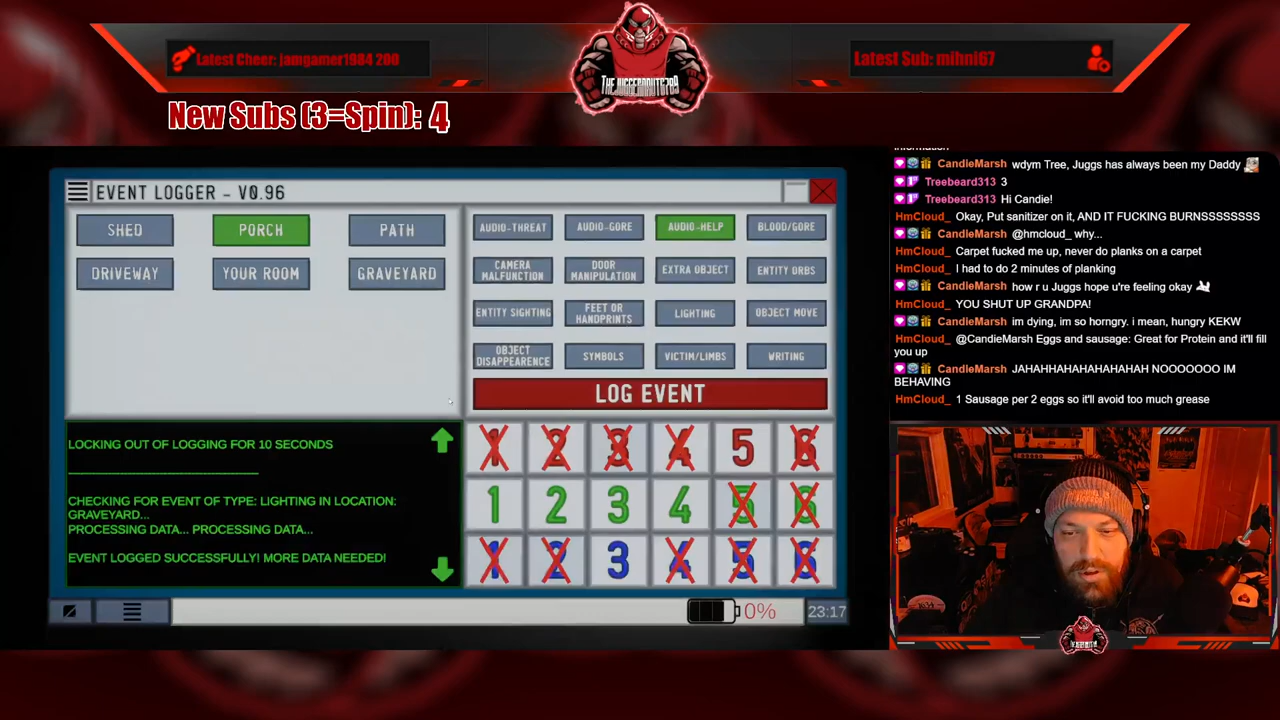 Latest Cheer: jamgamer1984 200
THEJUGGERNAUT6789
Latest Sub: mihni67
New Subs (3=Spin): 4
EVENT LOGGER - V0.96
SHED PORCH PATH
DRIVEWAY YOUR ROOM GRAVEYARD
AUDIO-THREAT AUDIO-GORE AUDIO-HELP BLOOD/GORE
CAMERA MALFUNCTION DOOR MANIPULATION EXTRA OBJECT ENTITY ORBS
ENTITY SIGHTING FEET OR HANDPRINTS LIGHTING OBJECT MOVE
OBJECT DISAPPEARENCE SYMBOLS VICTIM/LIMBS WRITING
LOG EVENT
LOCKING OUT OF LOGGING FOR 10 SECONDS
CHECKING FOR EVENT OF TYPE: LIGHTING IN LOCATION:
GRAVEYARD...
PROCESSING DATA... PROCESSING DATA...
EVENT LOGGED SUCCESSFULLY! MORE DATA NEEDED!
1 2 3 4 5 6
1 2 3 4 5 6
1 2 3 4 5 6
0% 23:17
information
CandieMarsh wdym Tree, Juggs has always been my Daddy
Treebeard313 3
Treebeard313 Hi Candie!
HmCloud_ Okay, Put sanitizer on it, AND IT FUCKING BURNSSSSSSS
CandieMarsh @hmcloud_ why...
HmCloud_ Carpet fucked me up, never do planks on a carpet
HmCloud_ I had to do 2 minutes of planking
CandieMarsh how r u Juggs hope u're feeling okay
HmCloud_ YOU SHUT UP GRANDPA!
CandieMarsh im dying, im so horngry. i mean, hungry KEKW
HmCloud_ @CandieMarsh Eggs and sausage: Great for Protein and it'll fill
you up
CandieMarsh JAHAHHAHAHAHAHAH NOOOOOOO IM
BEHAVING
HmCloud_ 1 Sausage per 2 eggs so it'll avoid too much grease